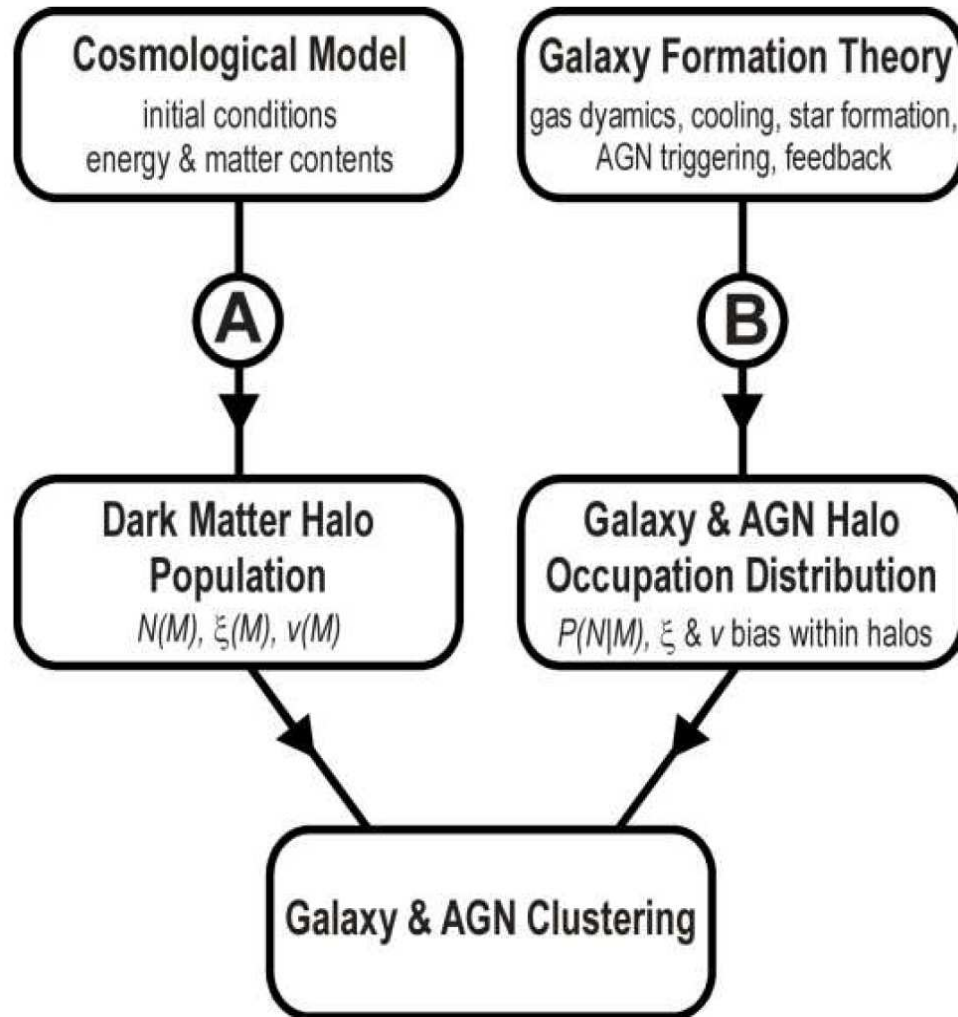 Cosmological Model
initial conditions
energy & matter contents
Galaxy Formation Theory
gas dyamics, cooling, star formation,
AGN triggering, feedback
A
B
Dark Matter Halo
Population
N(M), ξ(M), v(M)
Galaxy & AGN Halo
Occupation Distribution
P(N|M), ξ & v bias within halos
Galaxy & AGN Clustering